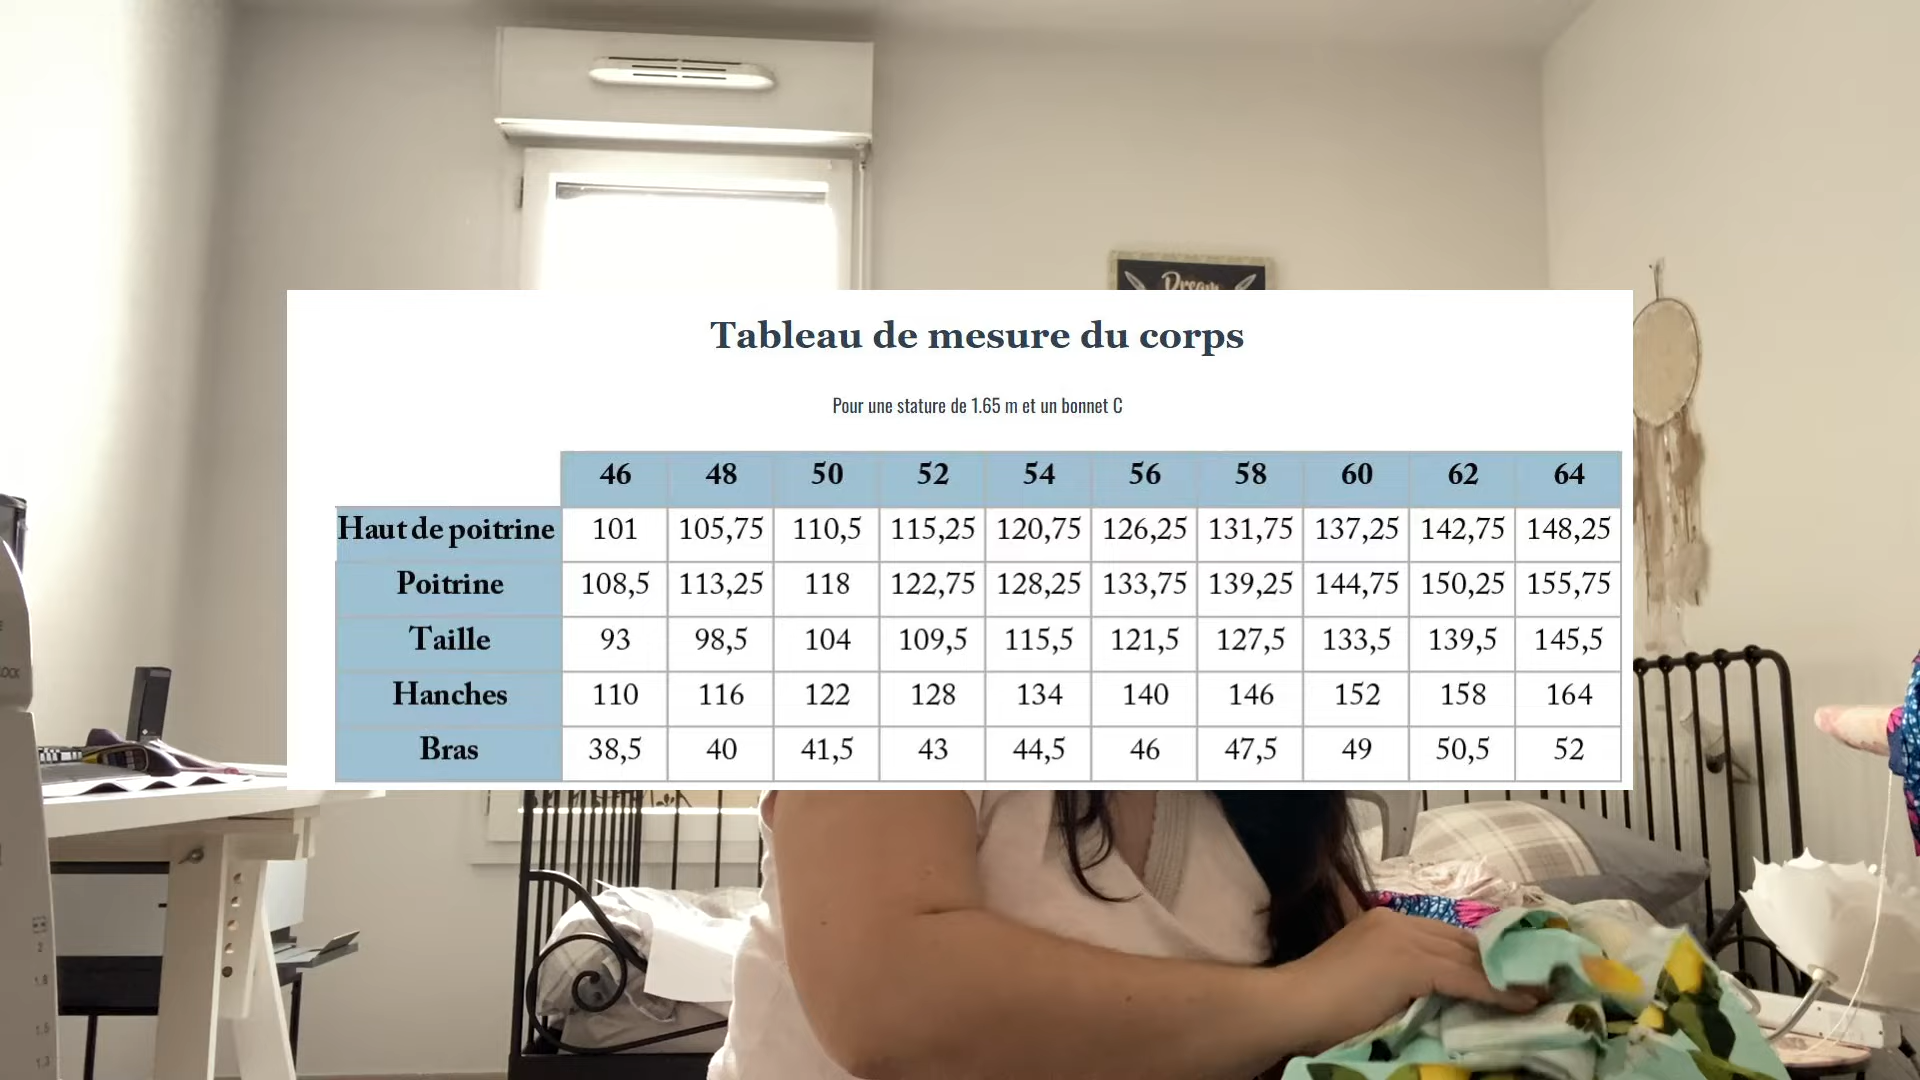 Dream
Tableau de mesure du corps
Pour une stature de 1.65 m et un bonnet C
46 48 50 52 54 56 58 60 62 64
Haut de poitrine 101 105,75 110,5 115,25 120,75 126,25 131,75 137,25 142,75 148,25
Poitrine 108,5 113,25 118 122,75 128,25 133,75 139,25 144,75 150,25 155,75
Taille 93 98,5 104 109,5 115,5 121,5 127,5 133,5 139,5 145,5
Hanches 110 116 122 128 134 140 146 152 158 164
Bras 38,5 40 41,5 43 44,5 46 47,5 49 50,5 52